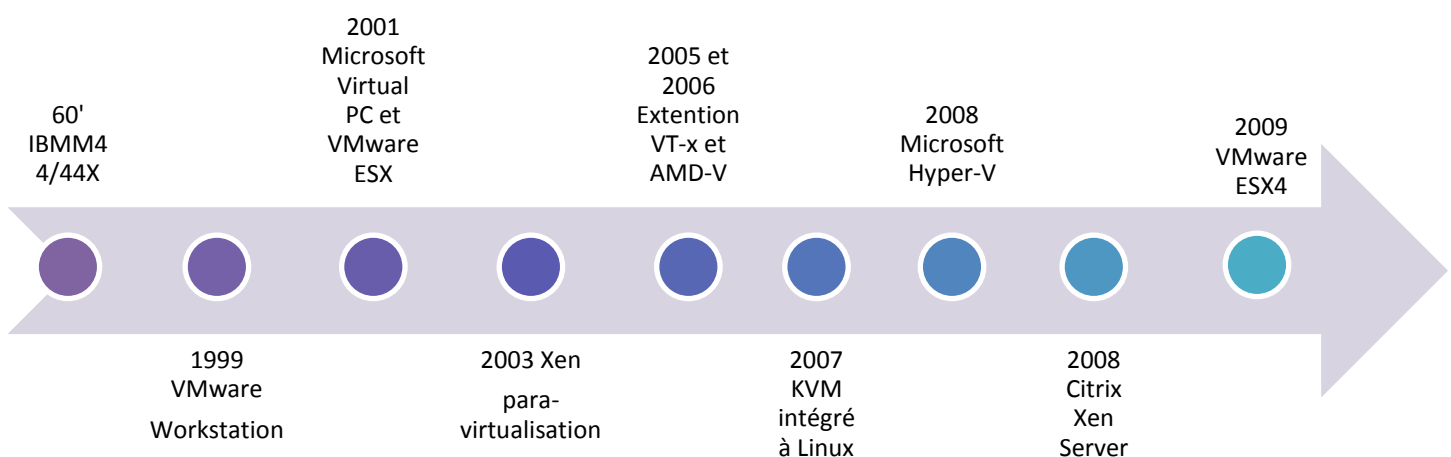 60'
IBMM4
4/44X
1999
VMware
Workstation
2001
Microsoft
Virtual
PC et
VMware
ESX
2003 Xen
para-
virtualisation
2005 et
2006
Extention
VT-x et
AMD-V
2007
KVM
intégré
à Linux
2008
Microsoft
Hyper-V
2008
Citrix
Xen
Server
2009
VMware
ESX4